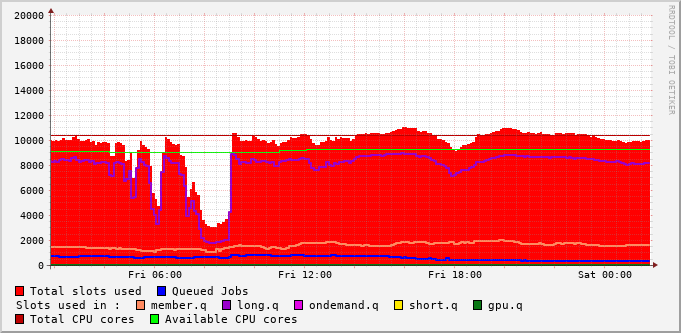 20000
18000
16000
14000
12000
10000
8000
6000
4000
2000
0
Fri 06:00 Fri 12:00 Fri 18:00 Sat 00:00
RRDTOOL / TOBI OETIKER
Total slots used Queued Jobs
Slots used in : member.q long.q ondemand.q short.q gpu.q
Total CPU cores Available CPU cores